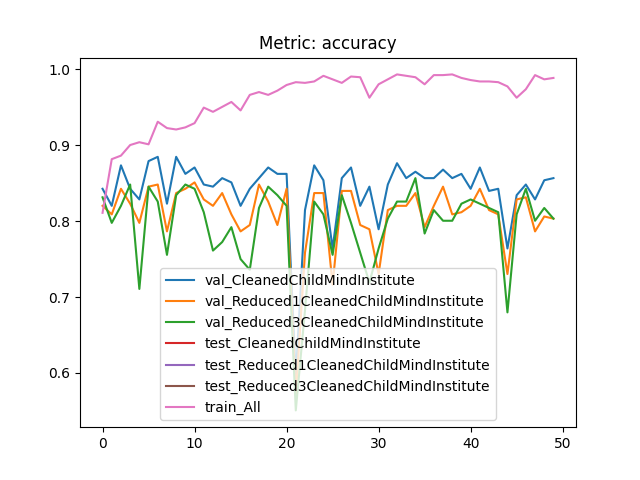 Metric: accuracy
1.0
0.9
0.8
0.7
0.6
val_CleanedChildMindInstitute
val_Reduced1CleanedChildMindInstitute
val_Reduced3CleanedChildMindInstitute
test_CleanedChildMindInstitute
test_Reduced1CleanedChildMindInstitute
test_Reduced3CleanedChildMindInstitute
train_All
0 10 20 30 40 50